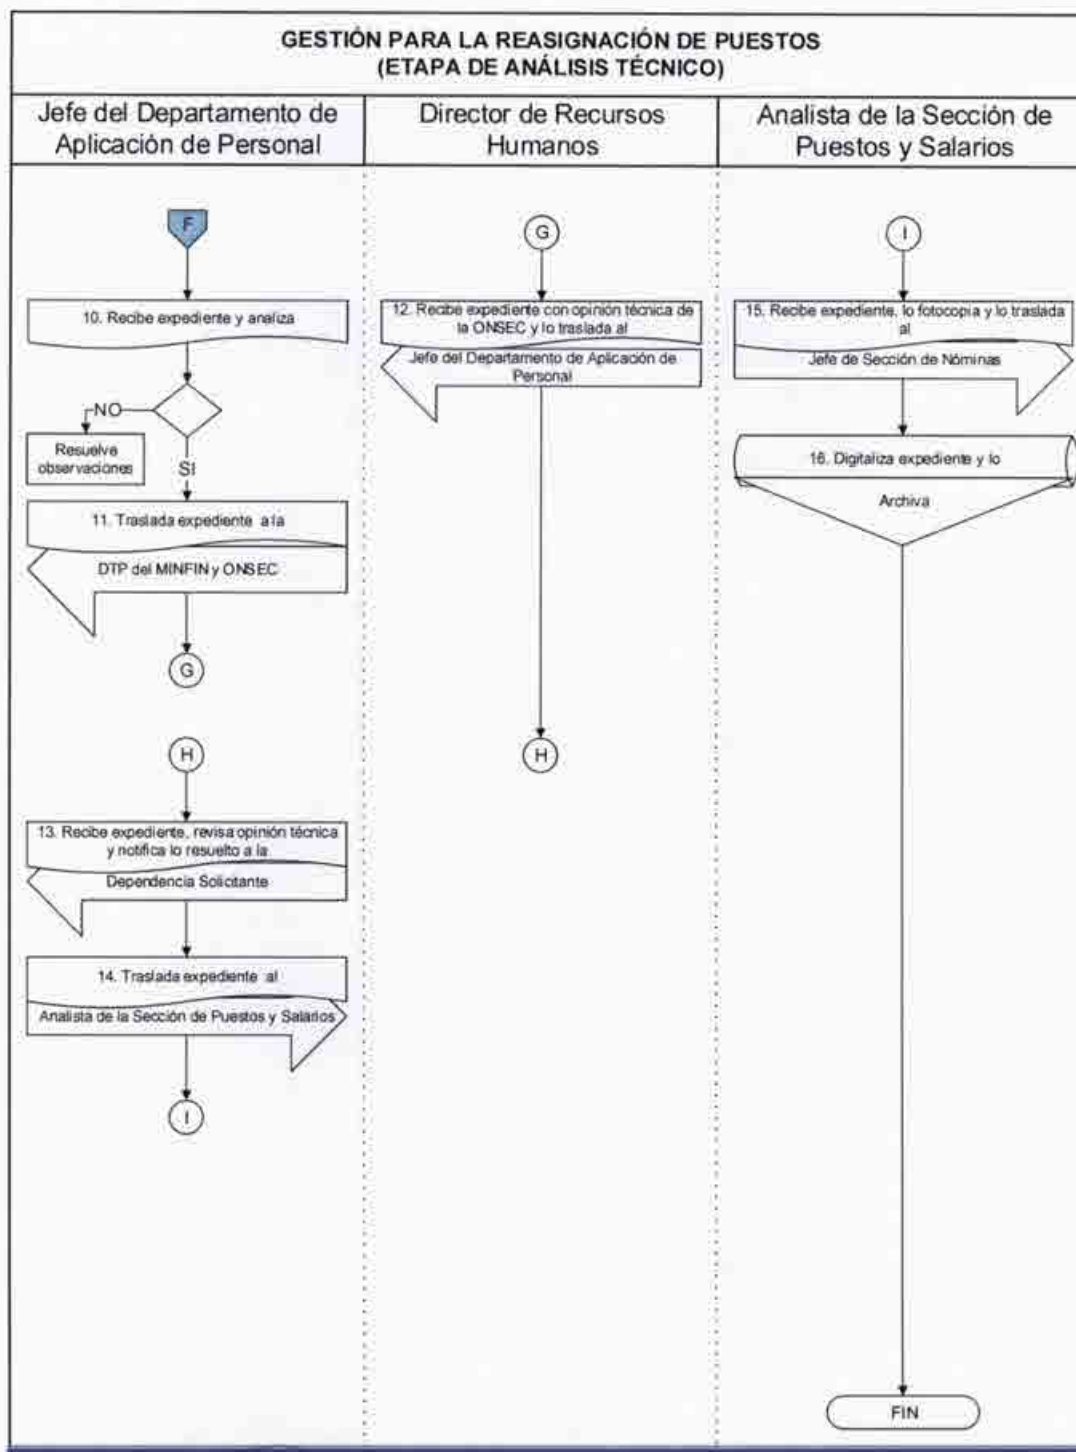 GESTIÓN PARA LA REASIGNACIÓN DE PUESTOS
(ETAPA DE ANÁLISIS TÉCNICO)
Jefe del Departamento de
Aplicación de Personal
Director de Recursos
Humanos
Analista de la Sección de
Puestos y Salarios
F
10. Recibe expediente y analiza
NO
Resuelve
observaciones
SI
11. Traslada expediente a la
DTP del MINFIN y ONSEC
G
H
13. Recibe expediente, revisa opinión técnica
y notifica lo resuelto a la
Dependencia Solicitante
14. Traslada expediente al
Analista de la Sección de Puestos y Salarios
I
G
12. Recibe expediente con opinión técnica de
la ONSEC y lo traslada al
Jefe del Departamento de Aplicación de
Personal
H
I
15. Recibe expediente, lo fotocopia y lo traslada
al
Jefe de Sección de Nóminas
16. Digitaliza expediente y lo
Archiva
FIN